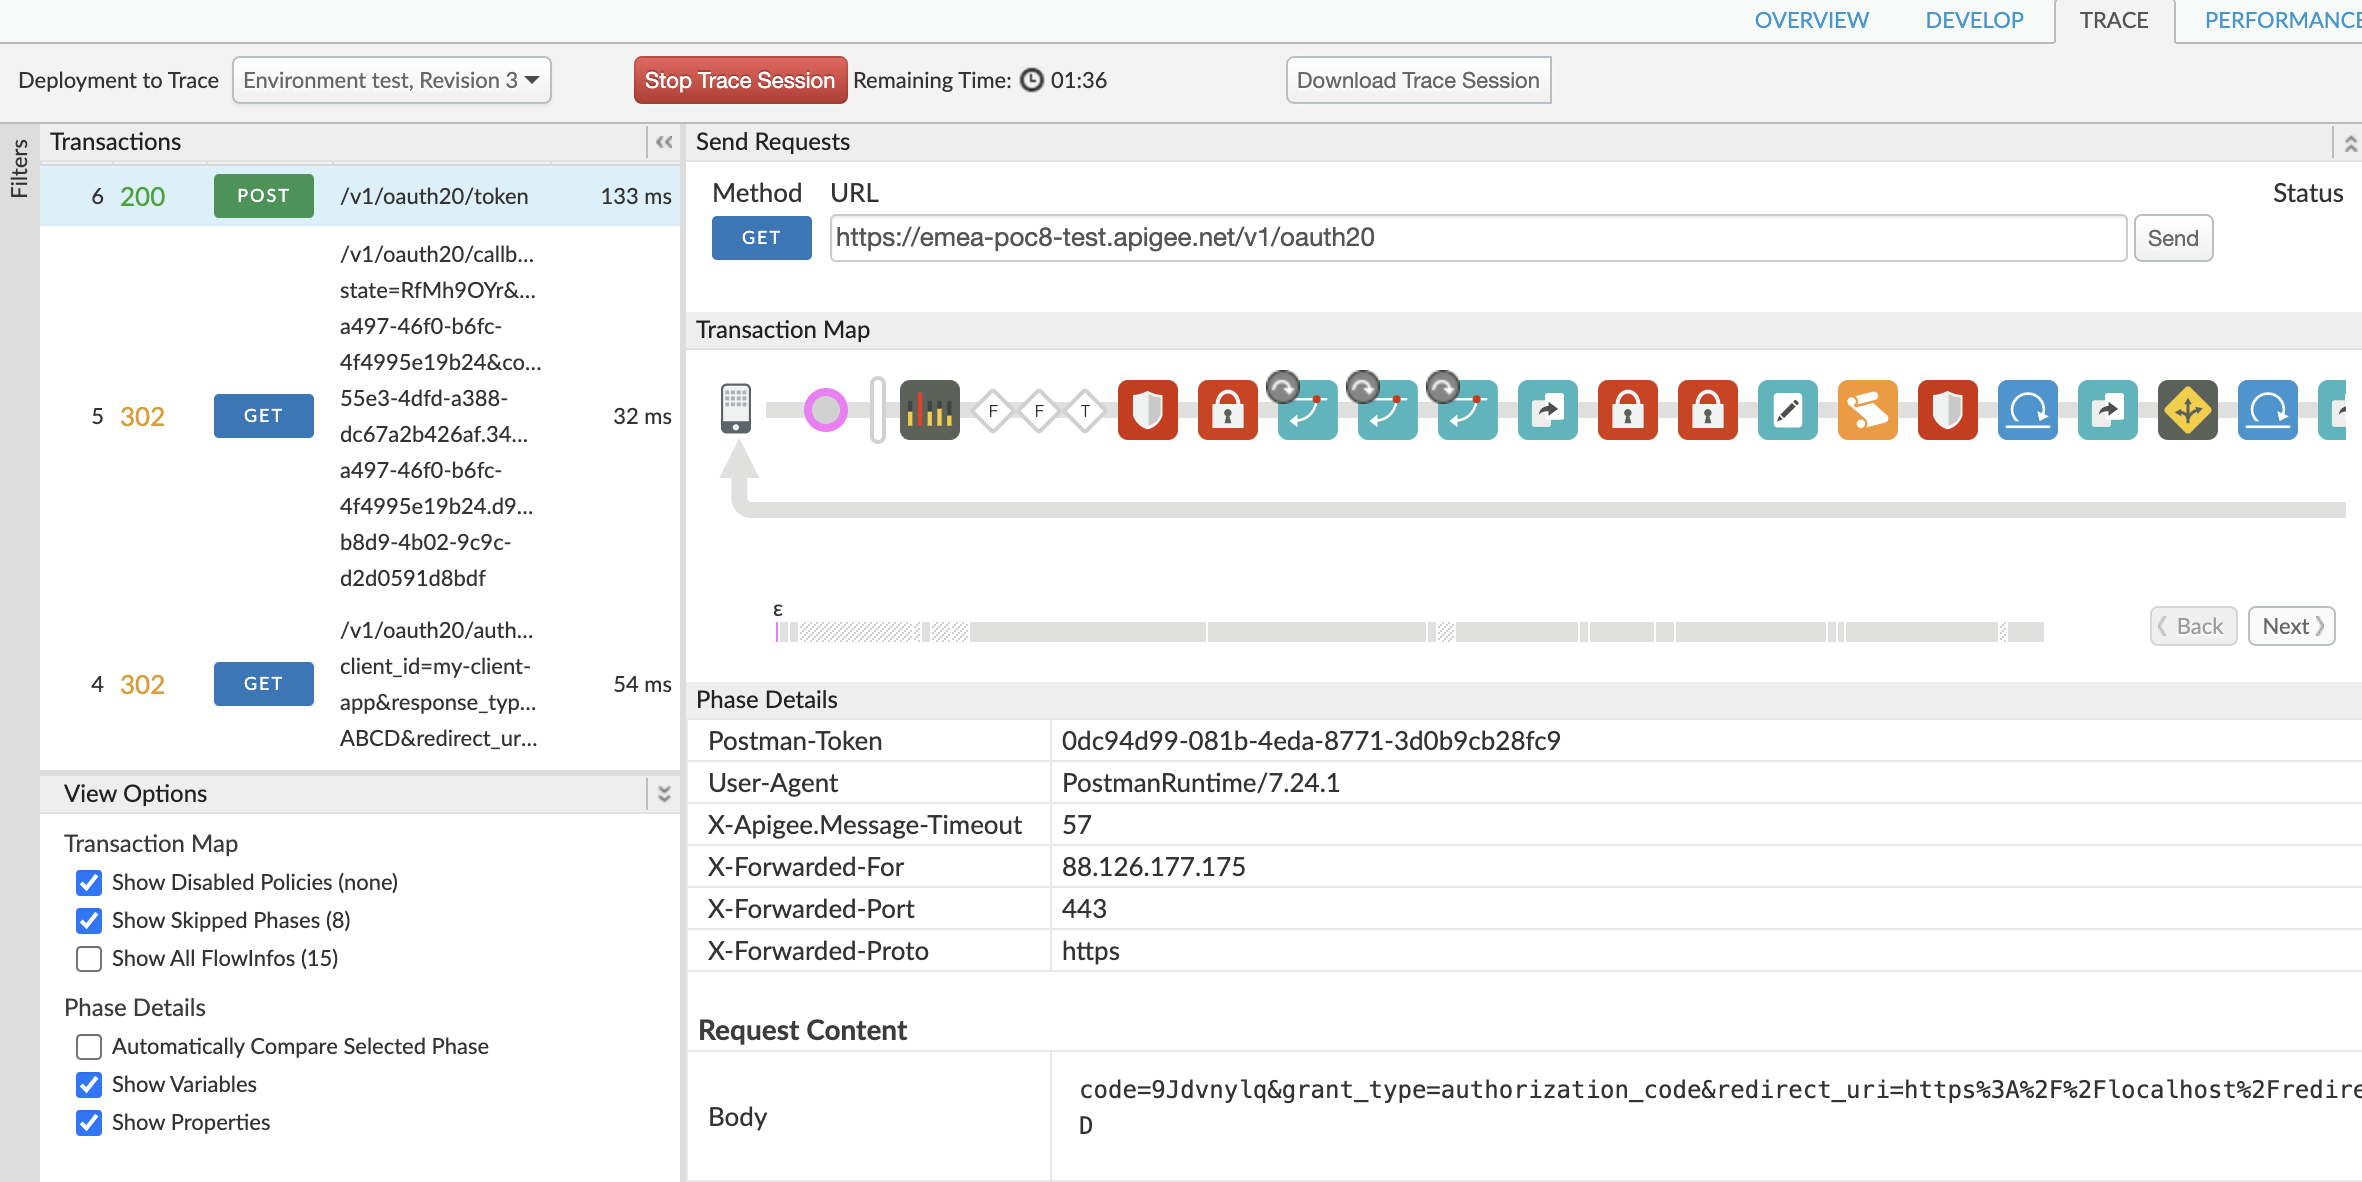 OVERVIEW DEVELOP TRACE PERFORMANCE
Deployment to Trace Environment test, Revision 3 Stop Trace Session Remaining Time: 01:36 Download Trace Session
Filters
Transactions
6 200 POST /v1/oauth20/token 133 ms
/v1/oauth20/callb...
state=RfMh9OYr&...
a497-46f0-b6fc-
4f4995e19b24&co...
55e3-4dfd-a388-
5 302 GET dc67a2b426af.34... 32 ms
a497-46f0-b6fc-
4f4995e19b24.d9...
b8d9-4b02-9c9c-
d2d0591d8bdf
/v1/oauth20/auth...
client_id=my-client-
4 302 GET app&response_typ... 54 ms
ABCD&redirect_ur...
View Options
Transaction Map
Show Disabled Policies (none)
Show Skipped Phases (8)
Show All FlowInfos (15)
Phase Details
Automatically Compare Selected Phase
Show Variables
Show Properties
Send Requests
Method URL Status
GET https://emea-poc8-test.apigee.net/v1/oauth20 Send
Transaction Map
F F T
ε
Back Next
Phase Details
Postman-Token 0dc94d99-081b-4eda-8771-3d0b9cb28fc9
User-Agent PostmanRuntime/7.24.1
X-Apigee.Message-Timeout 57
X-Forwarded-For 88.126.177.175
X-Forwarded-Port 443
X-Forwarded-Proto https
Request Content
Body
code=9Jdvnylq&grant_type=authorization_code&redirect_uri=https%3A%2F%2Flocalhost%2Fredire
D